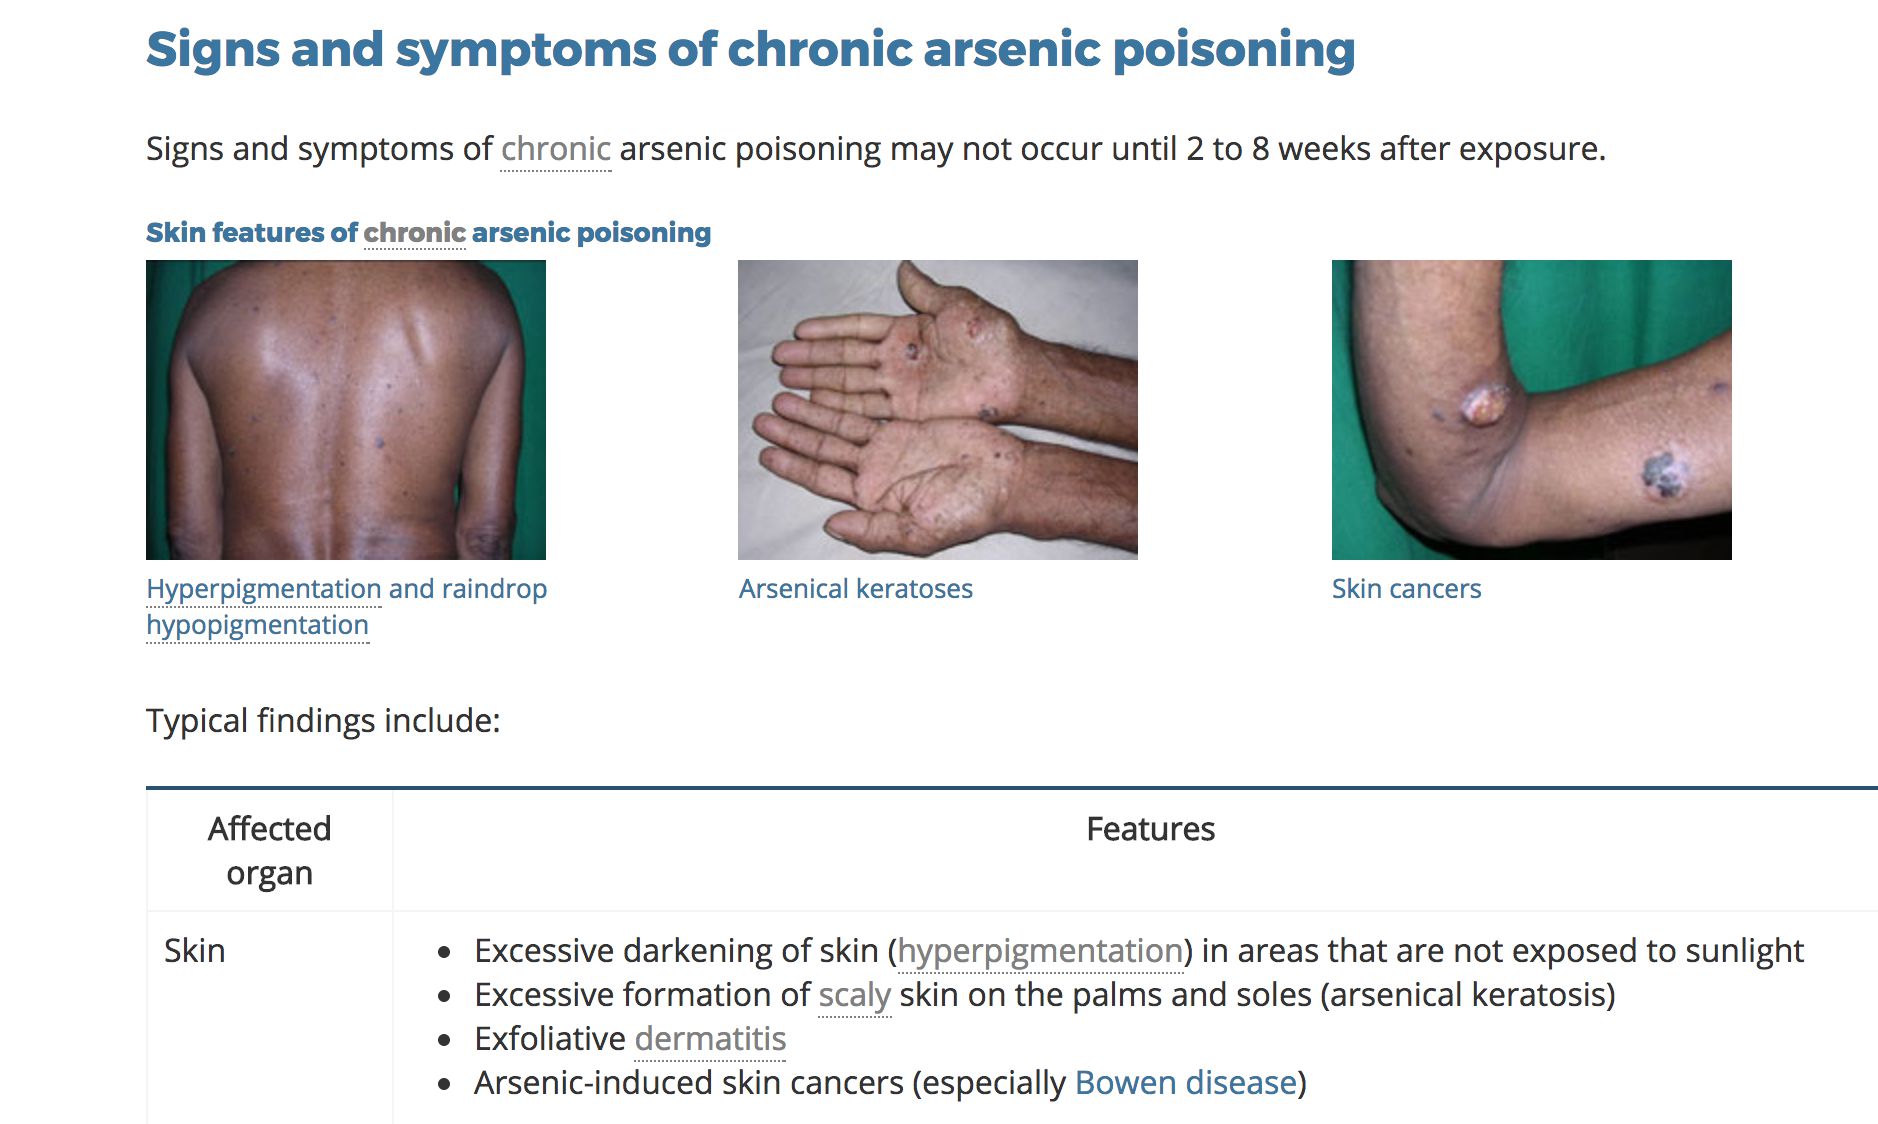 Signs and symptoms of chronic arsenic poisoning
Signs and symptoms of chronic arsenic poisoning may not occur until 2 to 8 weeks after exposure.
Skin features of chronic arsenic poisoning
Hyperpigmentation and raindrop
hypopigmentation
Arsenical keratoses
Skin cancers
Typical findings include:
Affected
organ
Features
Skin
• Excessive darkening of skin (hyperpigmentation) in areas that are not exposed to sunlight
• Excessive formation of scaly skin on the palms and soles (arsenical keratosis)
• Exfoliative dermatitis
• Arsenic-induced skin cancers (especially Bowen disease)